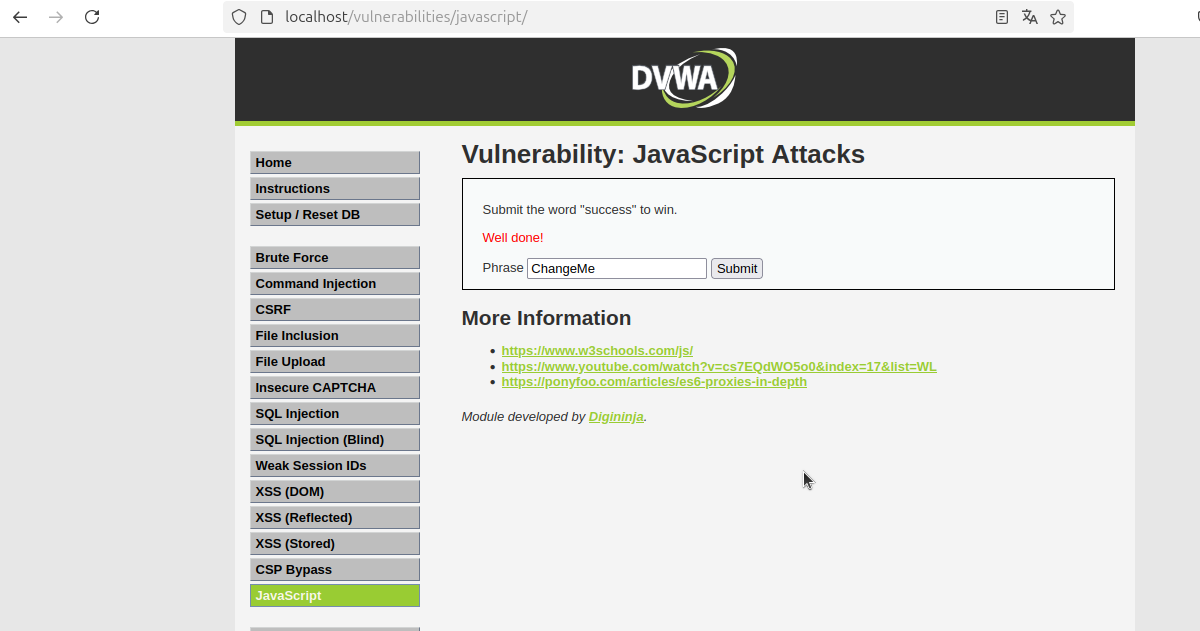 localhost/vulnerabilities/javascript/
DVWA
Home
Instructions
Setup / Reset DB
Brute Force
Command Injection
CSRF
File Inclusion
File Upload
Insecure CAPTCHA
SQL Injection
SQL Injection (Blind)
Weak Session IDs
XSS (DOM)
XSS (Reflected)
XSS (Stored)
CSP Bypass
JavaScript
Vulnerability: JavaScript Attacks
Submit the word "success" to win.
Well done!
Phrase ChangeMe Submit
More Information
• https://www.w3schools.com/js/
• https://www.youtube.com/watch?v=cs7EQdWO5o0&index=17&list=WL
• https://ponyfoo.com/articles/es6-proxies-in-depth
Module developed by Digininja.